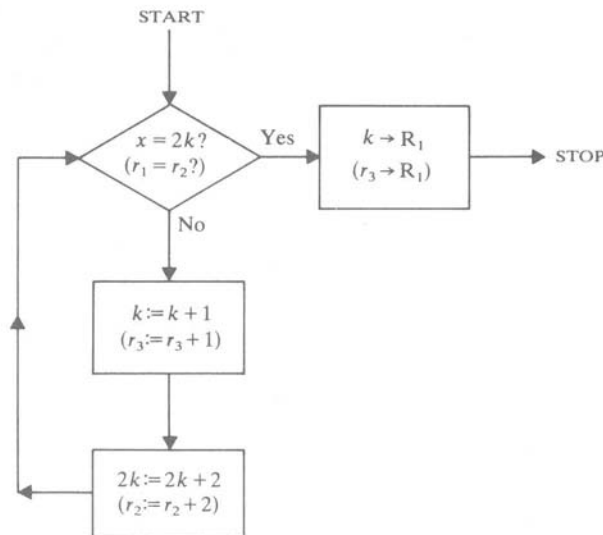 START
x = 2k?
(r₁ = r₂?)
Yes
k → R₁
(r₃ → R₁)
STOP
No
k := k + 1
(r₃ := r₃ + 1)
2k := 2k + 2
(r₂ := r₂ + 2)